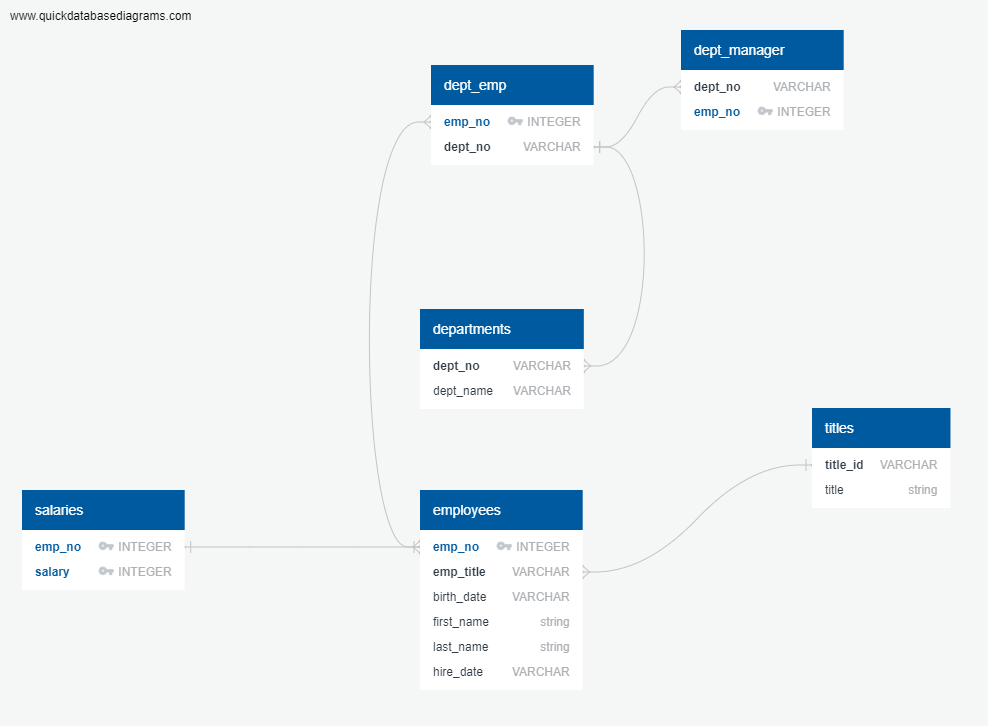 www.quickdatabasediagrams.com
dept_manager
dept_no VARCHAR
emp_no INTEGER
dept_emp
emp_no INTEGER
dept_no VARCHAR
departments
dept_no VARCHAR
dept_name VARCHAR
titles
title_id VARCHAR
title string
salaries
emp_no INTEGER
salary INTEGER
employees
emp_no INTEGER
emp_title VARCHAR
birth_date VARCHAR
first_name string
last_name string
hire_date VARCHAR